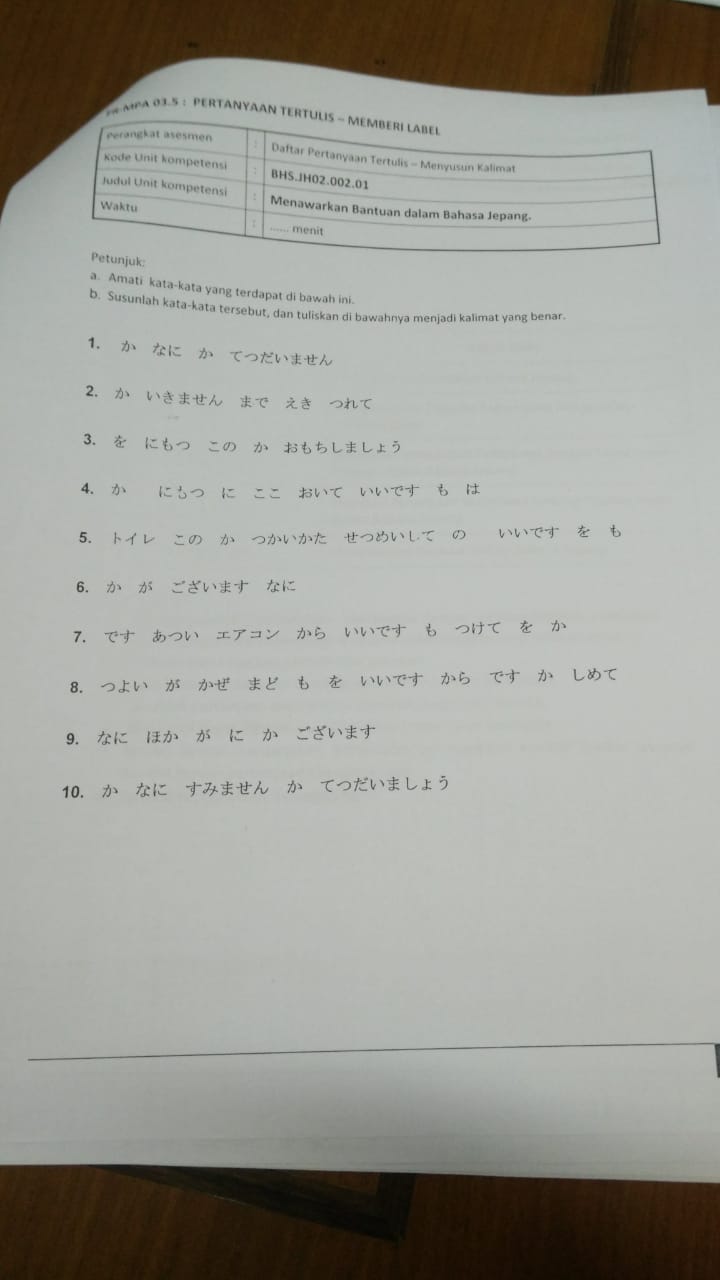 FR-MPA 03.5 : PERTANYAAN TERTULIS – MEMBERI LABEL
Perangkat asesmen : Daftar Pertanyaan Tertulis – Menyusun Kalimat
Kode Unit kompetensi : BHS.JH02.002.01
Judul Unit kompetensi : Menawarkan Bantuan dalam Bahasa Jepang.
Waktu : ...... menit
Petunjuk:
a. Amati kata-kata yang terdapat di bawah ini.
b. Susunlah kata-kata tersebut, dan tuliskan di bawahnya menjadi kalimat yang benar.
1. か なに か てつだいません
2. か いきません まで えき つれて
3. を にもつ この か おもちしましょう
4. か にもつ に ここ おいて いいです も は
5. トイレ この か つかいかた せつめいして の いいです を も
6. か が ございます なに
7. です あつい エアコン から いいです も つけて を か
8. つよい が かぜ まど も を いいです から です か しめて
9. なに ほか が に か ございます
10. か なに すみません か てつだいましょう